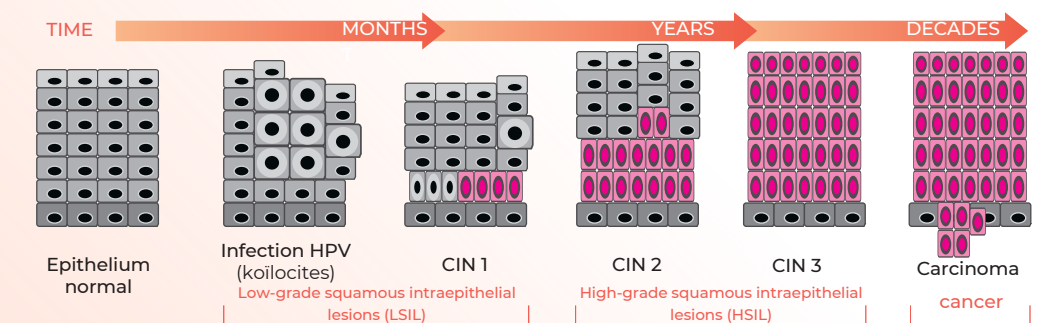 TIME
MONTHS
YEARS
DECADES
Epithelium
normal
Infection HPV
(koïlocites)
CIN 1
CIN 2
CIN 3
Carcinoma
Low-grade squamous intraepithelial
lesions (LSIL)
High-grade squamous intraepithelial
lesions (HSIL)
cancer